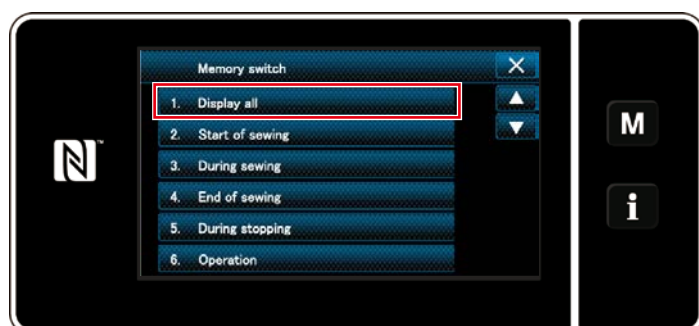 Memory switch
1. Display all
2. Start of sewing
3. During sewing
4. End of sewing
5. During stopping
6. Operation
N™
M
i